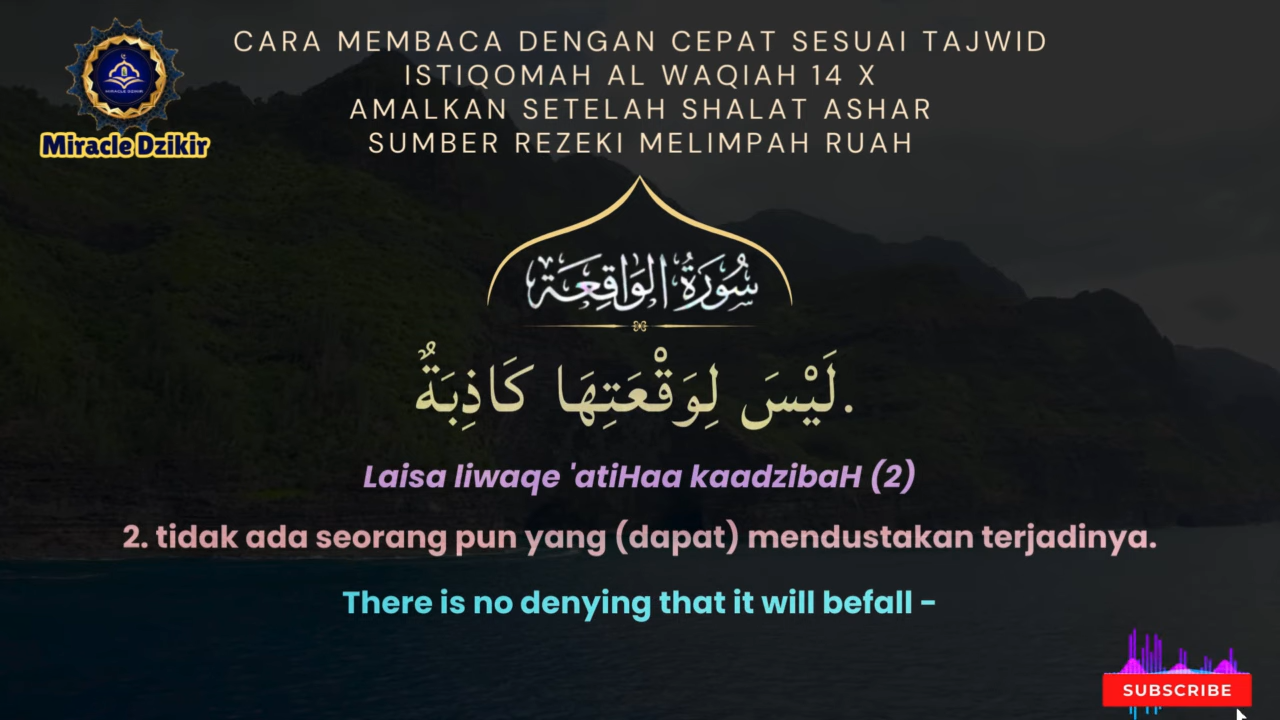 CARA MEMBACA DENGAN CEPAT SESUAI TAJWID
ISTIQOMAH AL WAQIAH 14 X
AMALKAN SETELAH SHALAT ASHAR
SUMBER REZEKI MELIMPAH RUAH
MIRACLE DZIKIR
Miracle Dzikir
سُورَةُ الوَاقِعَة
لَيْسَ لِوَقْعَتِهَا كَاذِبَةٌ.
Laisa liwaqe 'atiHaa kaadzibaH (2)
2. tidak ada seorang pun yang (dapat) mendustakan terjadinya.
There is no denying that it will befall -
SUBSCRIBE